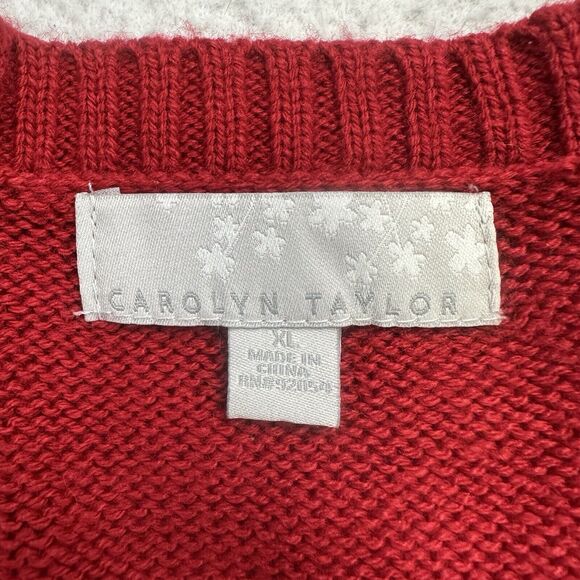 CAROLYN TAYLOR
XL
MADE IN
CHINA
RN#92054